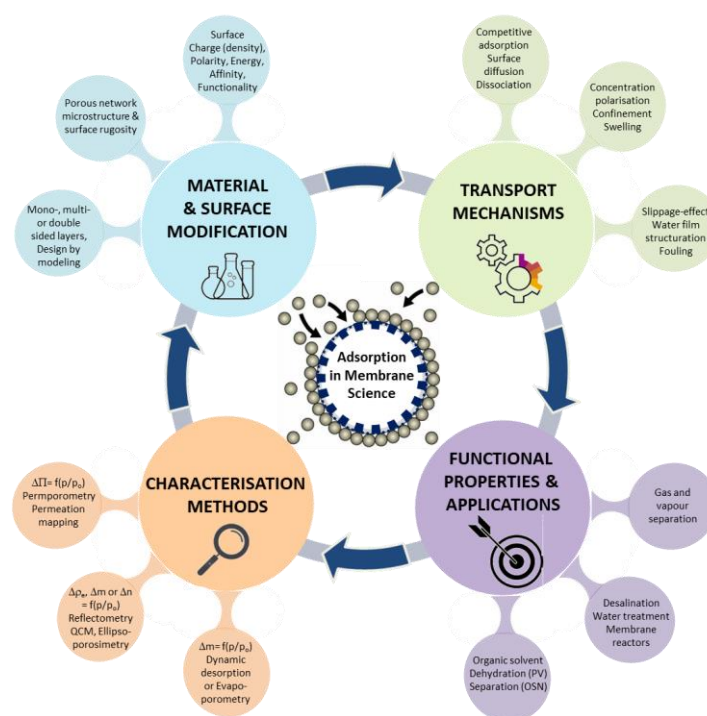 Surface
Charge (density),
Polarity, Energy,
Affinity,
Functionality
Porous network
microstructure &
surface rugosity
Mono-, multi-
or double
sided layers,
Design by
modeling
MATERIAL
& SURFACE
MODIFICATION
Competitive
adsorption
Surface
diffusion
Dissociation
Concentration
polarisation
Confinement
Swelling
Slippage-effect
Water film
structuration
Fouling
TRANSPORT
MECHANISMS
Adsorption
in Membrane
Science
CHARACTERISATION
METHODS
ΔΠ= f(p/p₀)
Permporometry
Permeation
mapping
Δρₑ, Δm or Δn
= f(p/p₀)
Reflectometry
QCM, Ellipso-
porosimetry
Δm= f(p/p₀)
Dynamic
desorption
or Evapo-
porometry
FUNCTIONAL
PROPERTIES &
APPLICATIONS
Gas and
vapour
separation
Desalination
Water treatment
Membrane
reactors
Organic solvent
Dehydration (PV)
Separation (OSN)